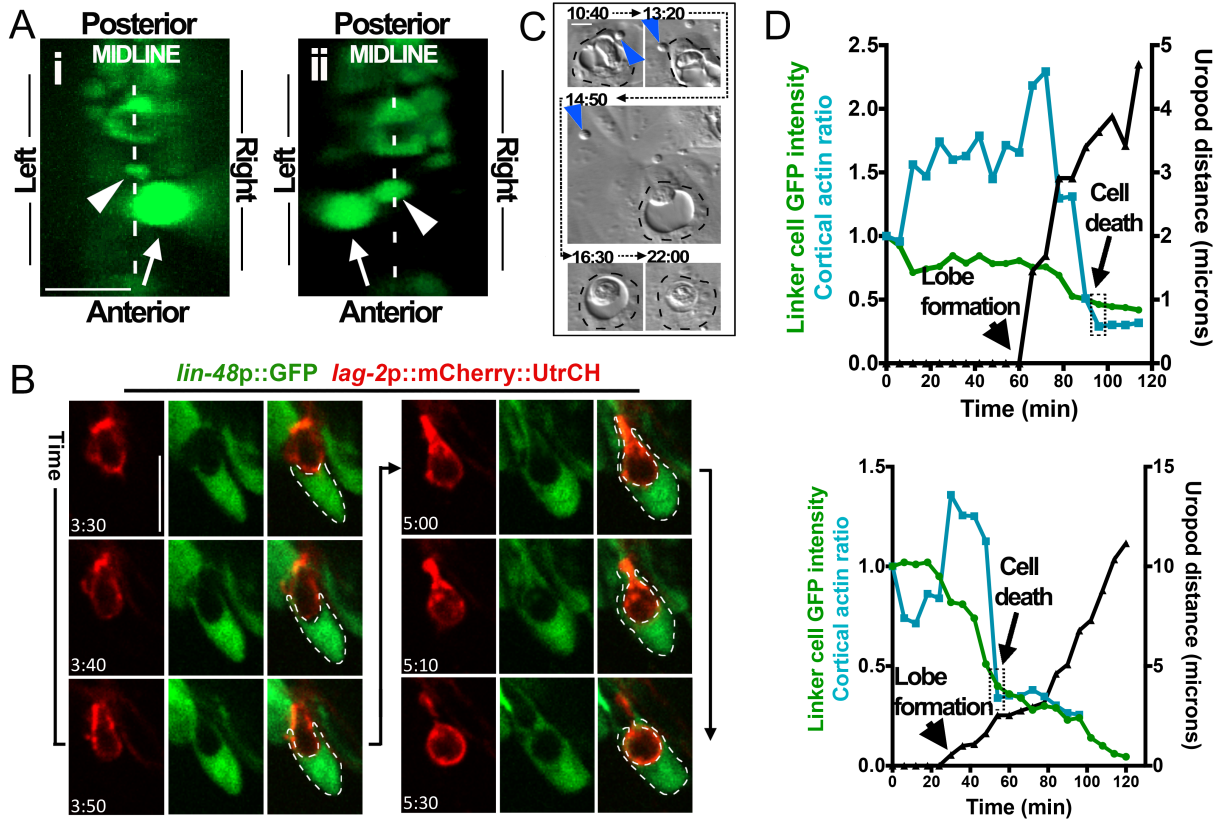 A
Posterior
MIDLINE
i
Left
Right
Anterior
Posterior
MIDLINE
ii
Left
Right
Anterior
B
lin-48p::GFP lag-2p::mCherry::UtrCH
Time
3:30
3:40
3:50
5:00
5:10
5:30
C
10:40
13:20
14:50
16:30
22:00
D
Linker cell GFP intensity
Cortical actin ratio
2.5
2.0
1.5
1.0
0.5
0.0
Lobe
formation
Cell
death
5
4
3
2
1
0
Uropod distance (microns)
0 20 40 60 80 100 120 140
Time (min)
Linker cell GFP intensity
Cortical actin ratio
1.5
1.0
0.5
0.0
Lobe
formation
Cell
death
15
10
5
0
Uropod distance (microns)
0 20 40 60 80 100 120 140
Time (min)